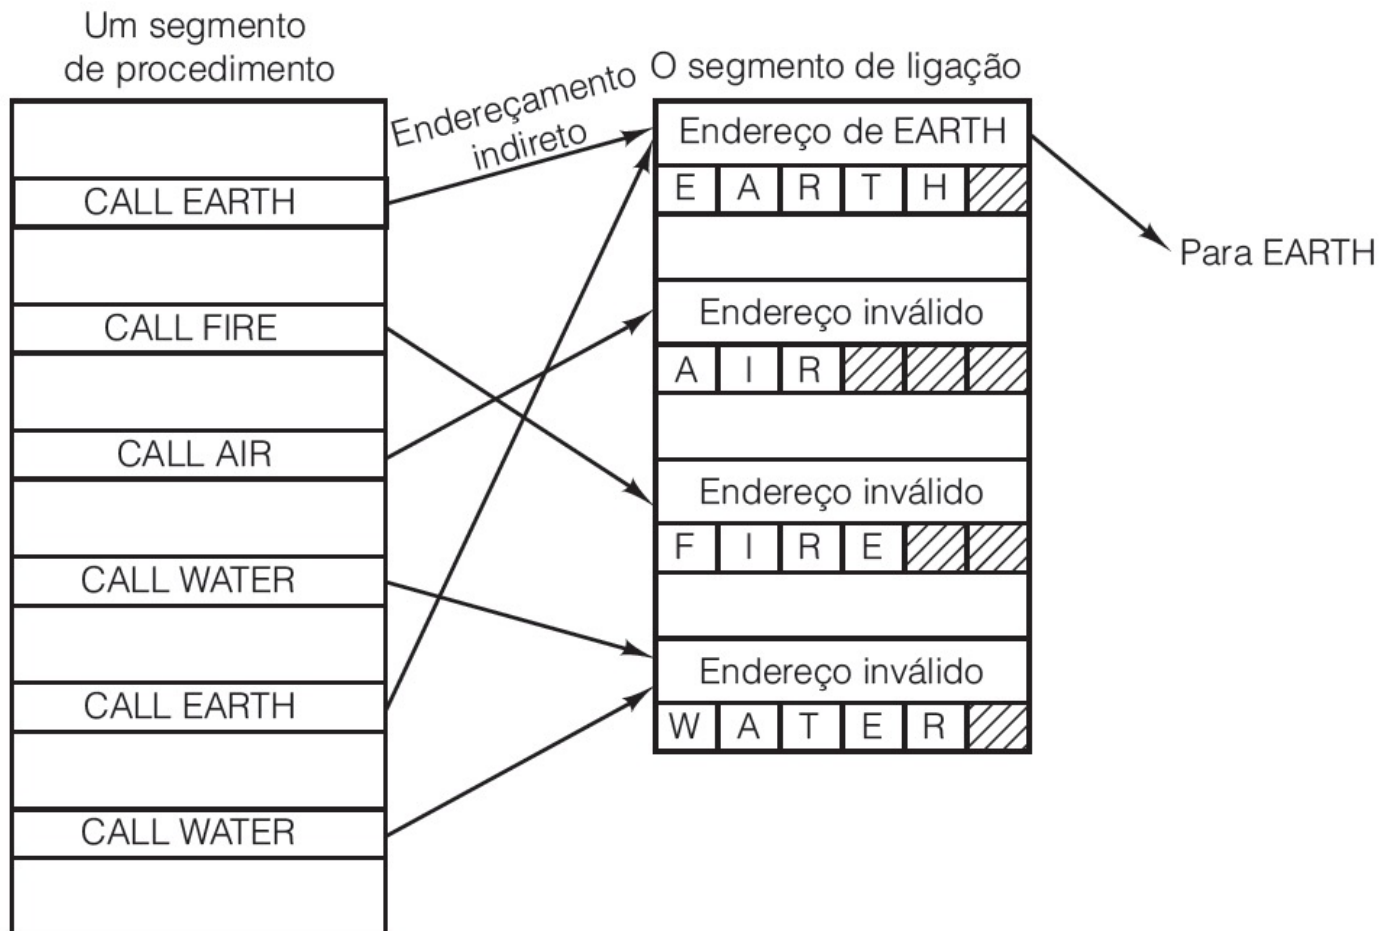 Um segmento
de procedimento
CALL EARTH
CALL FIRE
CALL AIR
CALL WATER
CALL EARTH
CALL WATER
Endereçamento
indireto
O segmento de ligação
Endereço de EARTH
E A R T H
Endereço inválido
A I R
Endereço inválido
F I R E
Endereço inválido
W A T E R
Para EARTH